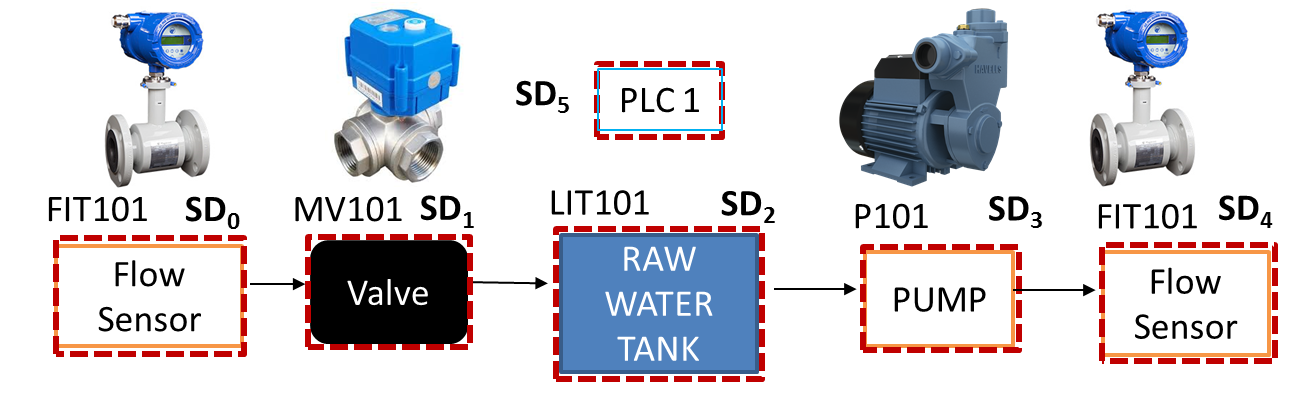 SD₅
PLC 1
FIT101
SD₀
MV101
SD₁
LIT101
SD₂
P101
SD₃
FIT101
SD₄
Flow
Sensor
Valve
RAW
WATER
TANK
PUMP
Flow
Sensor
HAVELLS